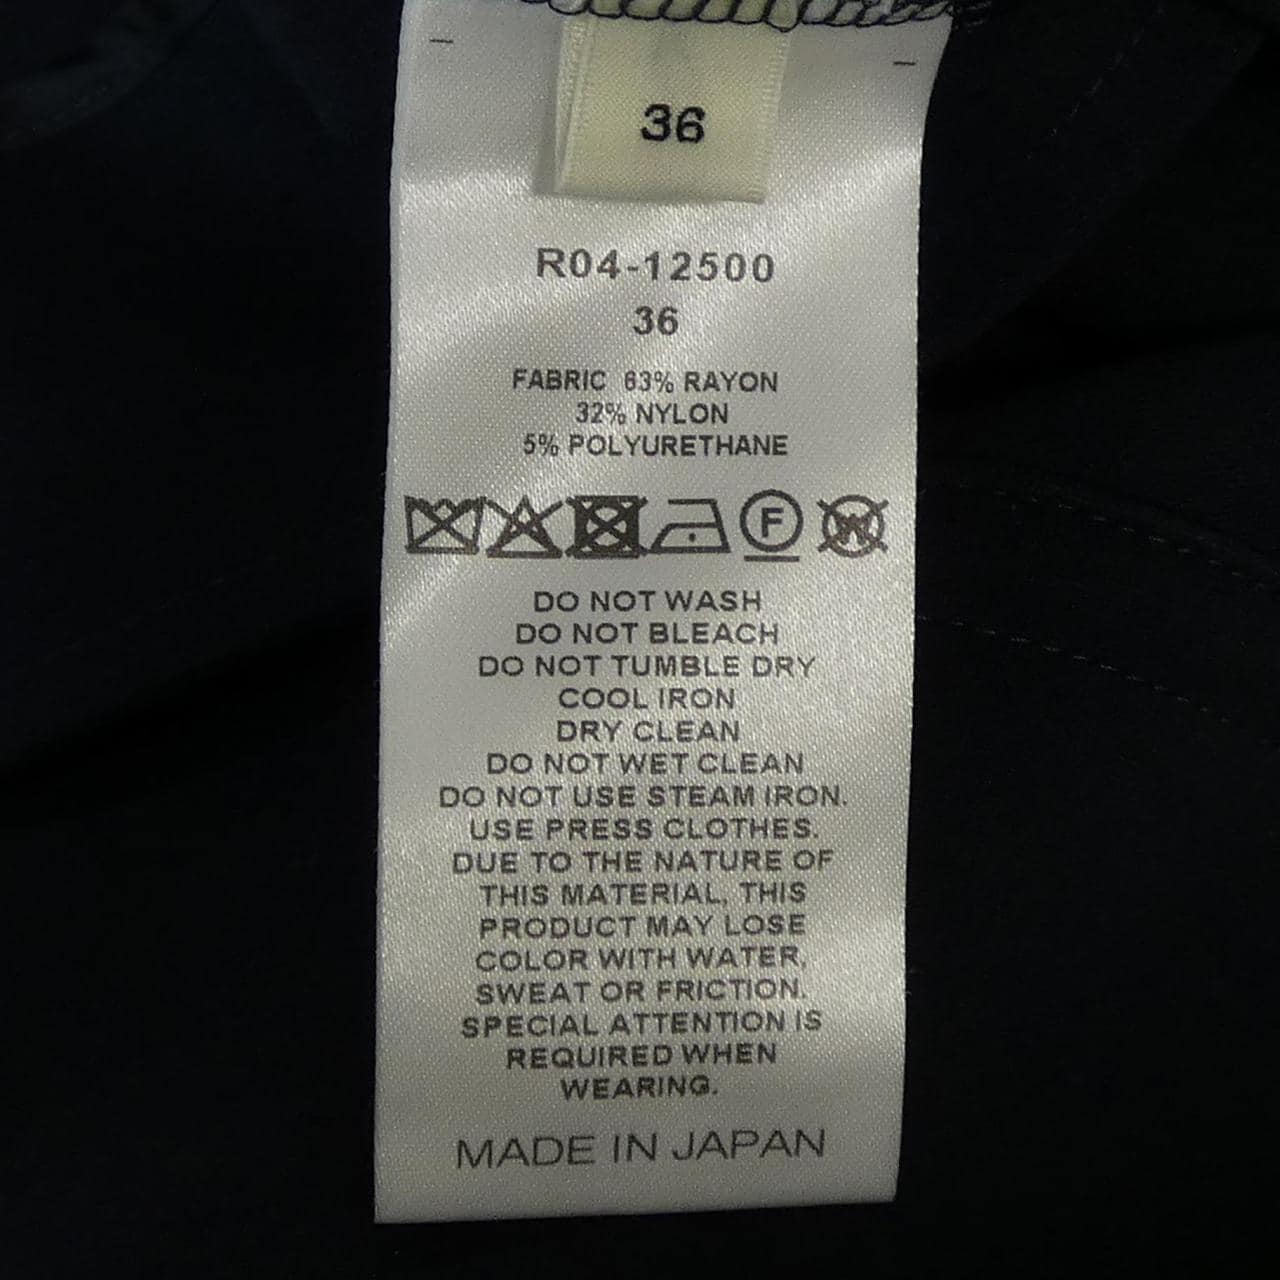 36
R04-12500
36
FABRIC 63% RAYON
32% NYLON
5% POLYURETHANE
F W
DO NOT WASH
DO NOT BLEACH
DO NOT TUMBLE DRY
COOL IRON
DRY CLEAN
DO NOT WET CLEAN
DO NOT USE STEAM IRON.
USE PRESS CLOTHES.
DUE TO THE NATURE OF
THIS MATERIAL, THIS
PRODUCT MAY LOSE
COLOR WITH WATER,
SWEAT OR FRICTION.
SPECIAL ATTENTION IS
REQUIRED WHEN
WEARING.
MADE IN JAPAN